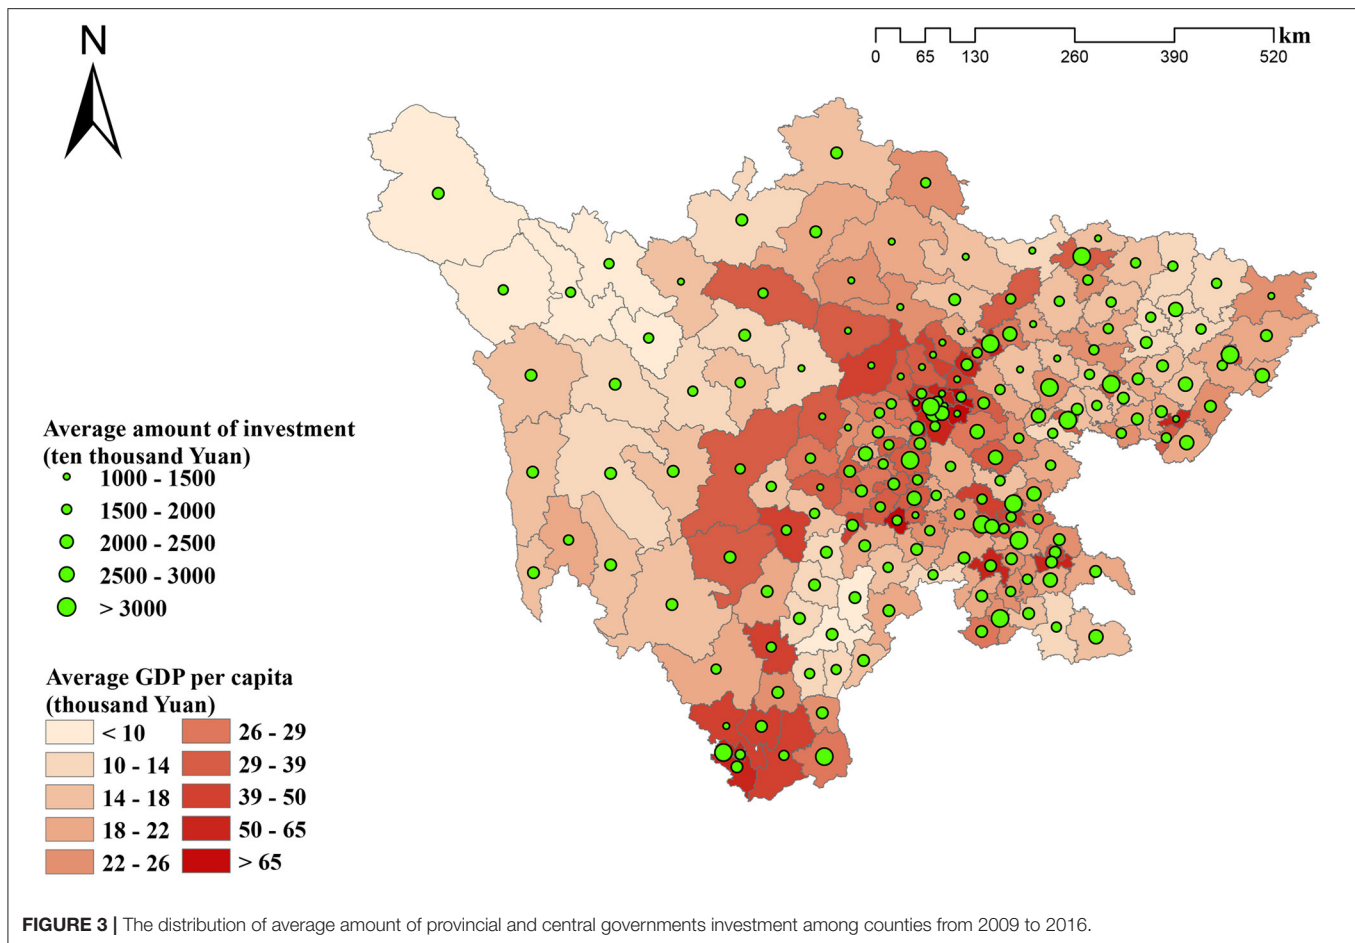 N
km
0 65 130 260 390 520
Average amount of investment
(ten thousand Yuan)
1000 - 1500
1500 - 2000
2000 - 2500
2500 - 3000
> 3000
Average GDP per capita
(thousand Yuan)
< 10 26 - 29
10 - 14 29 - 39
14 - 18 39 - 50
18 - 22 50 - 65
22 - 26 > 65
FIGURE 3 | The distribution of average amount of provincial and central governments investment among counties from 2009 to 2016.